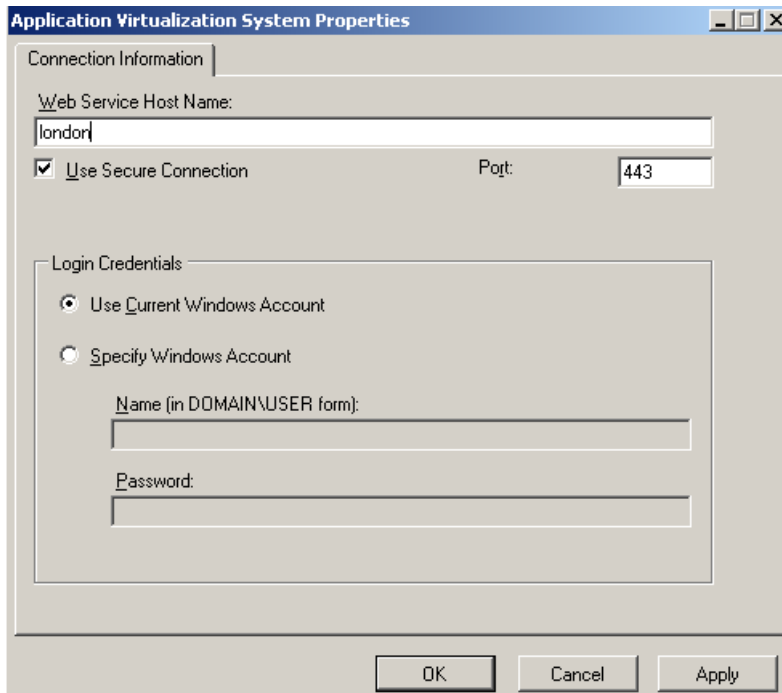 Application Virtualization System Properties
Connection Information
Web Service Host Name:
london
Use Secure Connection Port: 443
Login Credentials
Use Current Windows Account
Specify Windows Account
Name (in DOMAIN\USER form):
Password:
OK Cancel Apply